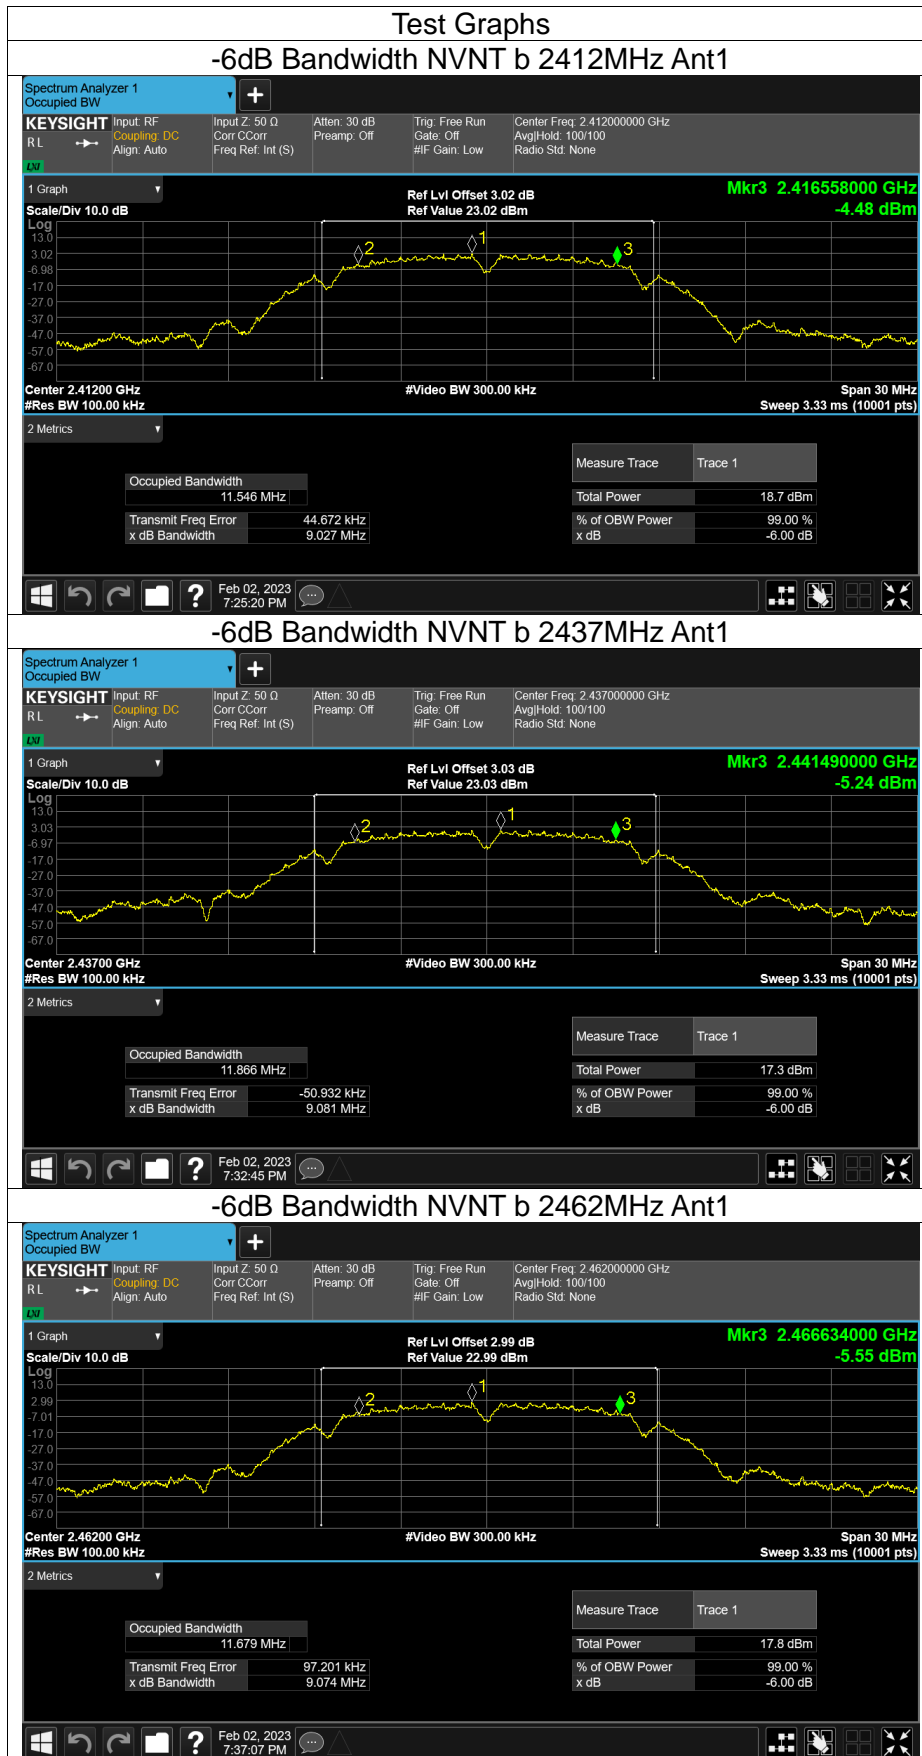 Test Graphs
-6dB Bandwidth NVNT b 2412MHz Ant1
Spectrum Analyzer 1
Occupied BW
KEYSIGHT Input: RF Input Z: 50 Ω Atten: 30 dB Trig: Free Run Center Freq: 2.412000000 GHz
R L Coupling: DC Corr CCorr Preamp: Off Gate: Off Avg|Hold: 100/100
Align: Auto Freq Ref: Int (S) #IF Gain: Low Radio Std: None
LXI
1 Graph Ref Lvl Offset 3.02 dB Mkr3 2.416558000 GHz
Scale/Div 10.0 dB Ref Value 23.02 dBm -4.48 dBm
Log
13.0
3.02
-6.98
-17.0
-27.0
-37.0
-47.0
-57.0
-67.0
2 1 3
Center 2.41200 GHz #Video BW 300.00 kHz Span 30 MHz
#Res BW 100.00 kHz Sweep 3.33 ms (10001 pts)
2 Metrics
Measure Trace Trace 1
Occupied Bandwidth
11.546 MHz Total Power 18.7 dBm
Transmit Freq Error 44.672 kHz % of OBW Power 99.00 %
x dB Bandwidth 9.027 MHz x dB -6.00 dB
? Feb 02, 2023
7:25:20 PM
-6dB Bandwidth NVNT b 2437MHz Ant1
Spectrum Analyzer 1
Occupied BW
KEYSIGHT Input: RF Input Z: 50 Ω Atten: 30 dB Trig: Free Run Center Freq: 2.437000000 GHz
R L Coupling: DC Corr CCorr Preamp: Off Gate: Off Avg|Hold: 100/100
Align: Auto Freq Ref: Int (S) #IF Gain: Low Radio Std: None
LXI
1 Graph Ref Lvl Offset 3.03 dB Mkr3 2.441490000 GHz
Scale/Div 10.0 dB Ref Value 23.03 dBm -5.24 dBm
Log
13.0
3.03
-6.97
-17.0
-27.0
-37.0
-47.0
-57.0
-67.0
2 1 3
Center 2.43700 GHz #Video BW 300.00 kHz Span 30 MHz
#Res BW 100.00 kHz Sweep 3.33 ms (10001 pts)
2 Metrics
Measure Trace Trace 1
Occupied Bandwidth
11.866 MHz Total Power 17.3 dBm
Transmit Freq Error -50.932 kHz % of OBW Power 99.00 %
x dB Bandwidth 9.081 MHz x dB -6.00 dB
? Feb 02, 2023
7:32:45 PM
-6dB Bandwidth NVNT b 2462MHz Ant1
Spectrum Analyzer 1
Occupied BW
KEYSIGHT Input: RF Input Z: 50 Ω Atten: 30 dB Trig: Free Run Center Freq: 2.462000000 GHz
R L Coupling: DC Corr CCorr Preamp: Off Gate: Off Avg|Hold: 100/100
Align: Auto Freq Ref: Int (S) #IF Gain: Low Radio Std: None
LXI
1 Graph Ref Lvl Offset 2.99 dB Mkr3 2.466634000 GHz
Scale/Div 10.0 dB Ref Value 22.99 dBm -5.55 dBm
Log
13.0
2.99
-7.01
-17.0
-27.0
-37.0
-47.0
-57.0
-67.0
2 1 3
Center 2.46200 GHz #Video BW 300.00 kHz Span 30 MHz
#Res BW 100.00 kHz Sweep 3.33 ms (10001 pts)
2 Metrics
Measure Trace Trace 1
Occupied Bandwidth
11.679 MHz Total Power 17.8 dBm
Transmit Freq Error 97.201 kHz % of OBW Power 99.00 %
x dB Bandwidth 9.074 MHz x dB -6.00 dB
? Feb 02, 2023
7:37:07 PM